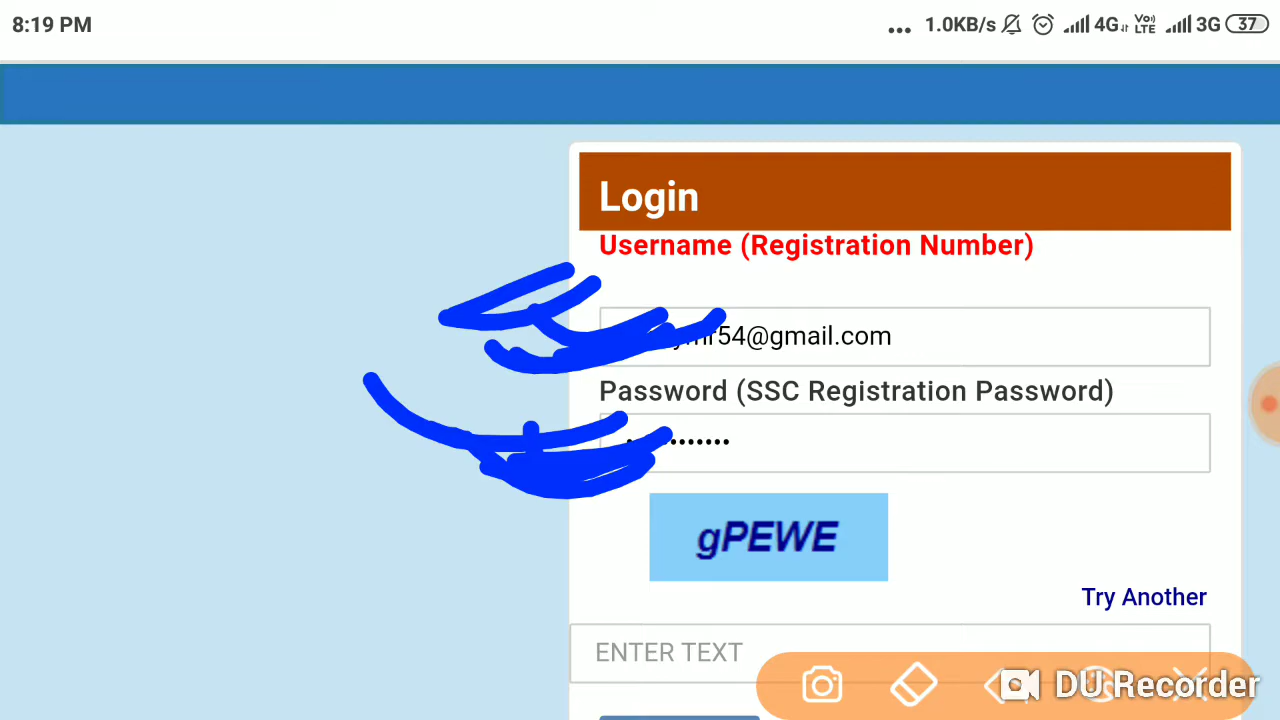 8:19 PM
... 1.0KB/s 4G Vo) LTE 3G 37
Login
Username (Registration Number)
54@gmail.com
Password (SSC Registration Password)
gPEWE
Try Another
ENTER TEXT
DU Recorder